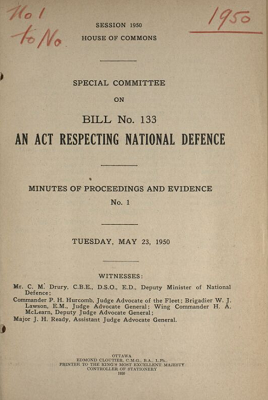 No. 1
to No.
1950
SESSION 1950
HOUSE OF COMMONS
SPECIAL COMMITTEE
ON
BILL No. 133
AN ACT RESPECTING NATIONAL DEFENCE
MINUTES OF PROCEEDINGS AND EVIDENCE
No. 1
TUESDAY, MAY 23, 1950
WITNESSES:
Mr. C. M. Drury, C.B.E., D.S.O., E.D., Deputy Minister of National
Defence;
Commander P. H. Hurcomb, Judge Advocate of the Fleet; Brigadier W. J.
Lawson, E.M., Judge Advocate General; Wing Commander H. A.
McLearn, Deputy Judge Advocate General;
Major J. H. Ready, Assistant Judge Advocate General.
OTTAWA
EDMOND CLOUTIER, C.M.G., B.A., L.Ph.,
PRINTER TO THE KING'S MOST EXCELLENT MAJESTY
CONTROLLER OF STATIONERY
1950